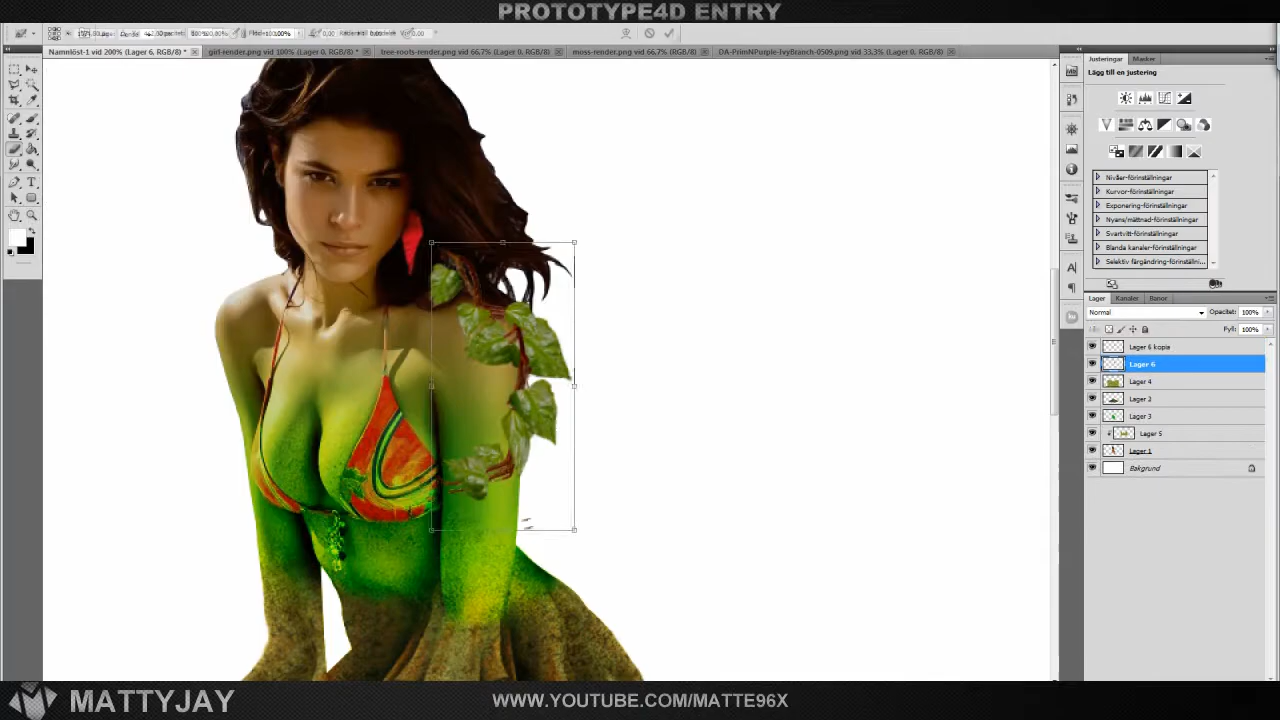 PROTOTYPE4D ENTRY
Namnlöst-1 vid 200% (Lager 6, RGB/8) *
girl-render.png vid 100% (Lager 0, RGB/8) *
tree-roots-render.png vid 66,7% (Lager 0, RGB/8)
moss-render.png vid 66,7% (Lager 0, RGB/8)
DA-PrimNPurple-IvyBranch-0509.png vid 33,3% (Lager 0, RGB/8)
Justeringar
Masker
Lägg till en justering
Nivåer-förinställningar
Kurvor-förinställningar
Exponering-förinställningar
Nyans/mättnad-förinställningar
Svartvitt-förinställningar
Blanda kanaler-förinställningar
Selektiv färgändring-förinställni...
Lager
Kanaler
Banor
Normal
Opacitet: 100%
Fyll: 100%
Lager 6 kopia
Lager 6
Lager 4
Lager 2
Lager 3
Lager 5
Lager 1
Bakgrund
MATTYJAY
WWW.YOUTUBE.COM/MATTE96X